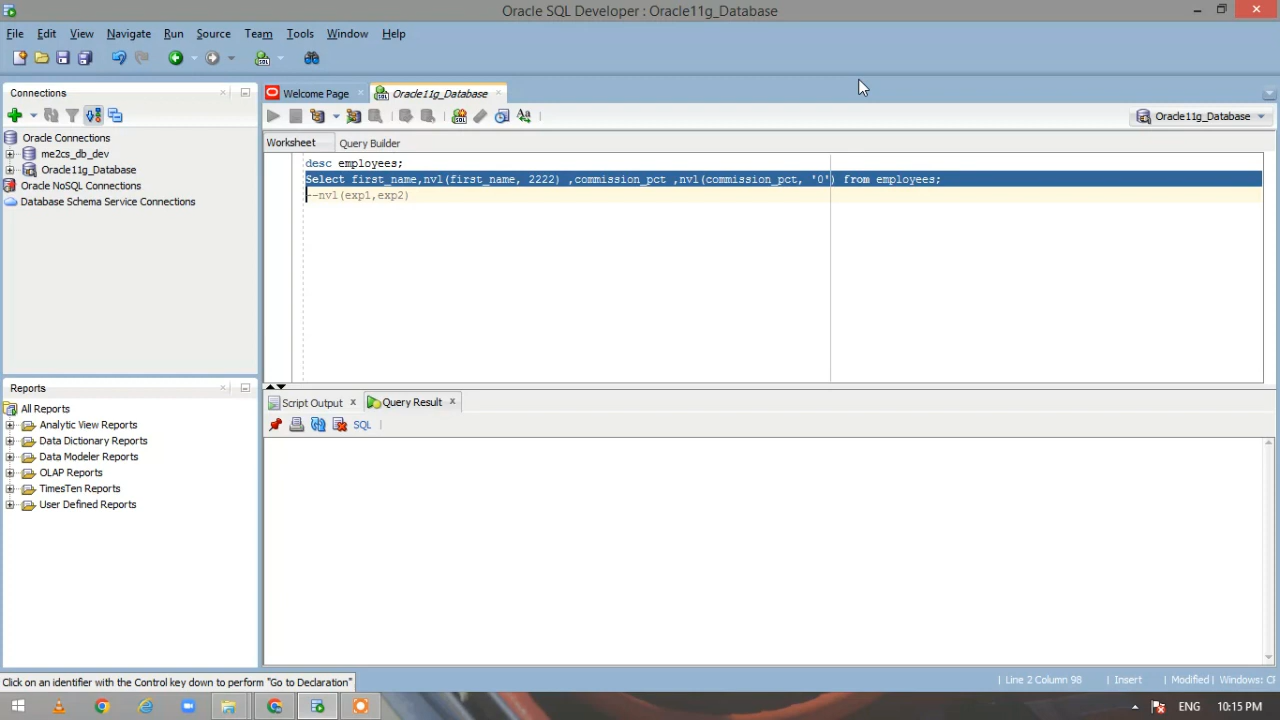 Oracle SQL Developer : Oracle11g_Database
File Edit View Navigate Run Source Team Tools Window Help
Connections
Oracle Connections
me2cs_db_dev
Oracle11g_Database
Oracle NoSQL Connections
Database Schema Service Connections
Reports
All Reports
Analytic View Reports
Data Dictionary Reports
Data Modeler Reports
OLAP Reports
TimesTen Reports
User Defined Reports
Welcome Page Oracle11g_Database
Oracle11g_Database
Worksheet Query Builder
desc employees;
Select first_name,nvl(first_name, 2222) ,commission_pct ,nvl(commission_pct, '0') from employees;
--nvl(exp1,exp2)
Script Output Query Result
SQL
Click on an identifier with the Control key down to perform "Go to Declaration"
Line 2 Column 98 Insert Modified Windows: C
ENG 10:15 PM